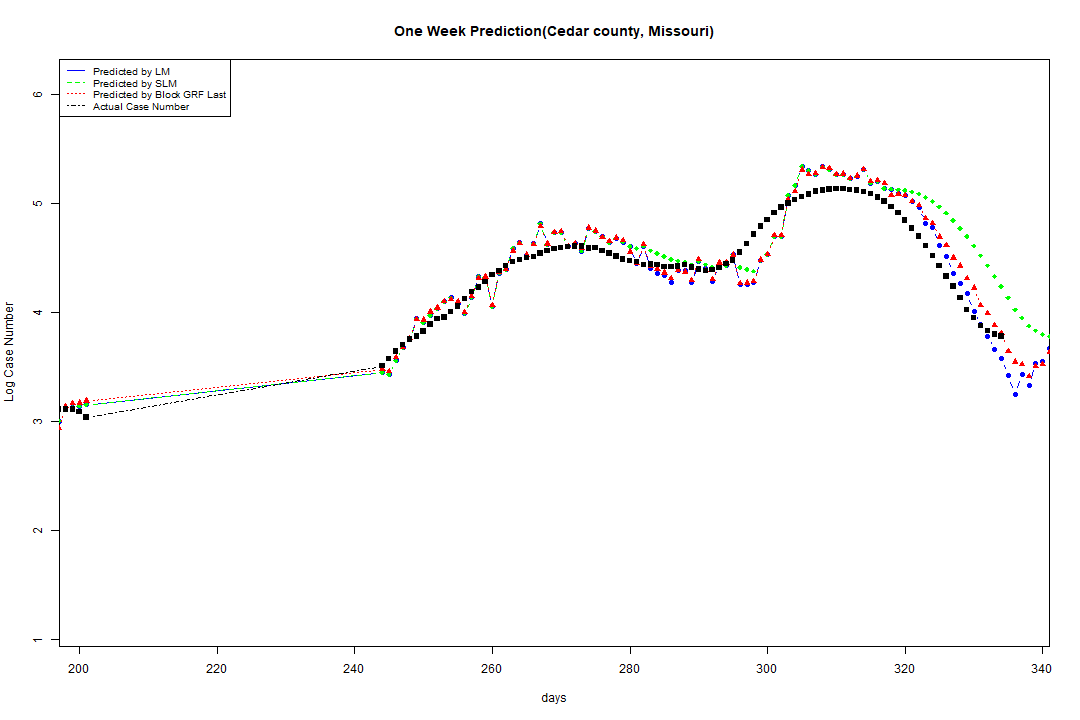 One Week Prediction(Cedar county, Missouri)
Predicted by LM
Predicted by SLM
Predicted by Block GRF Last
Actual Case Number
6
5
4
3
2
1
Log Case Number
200 220 240 260 280 300 320 340
days